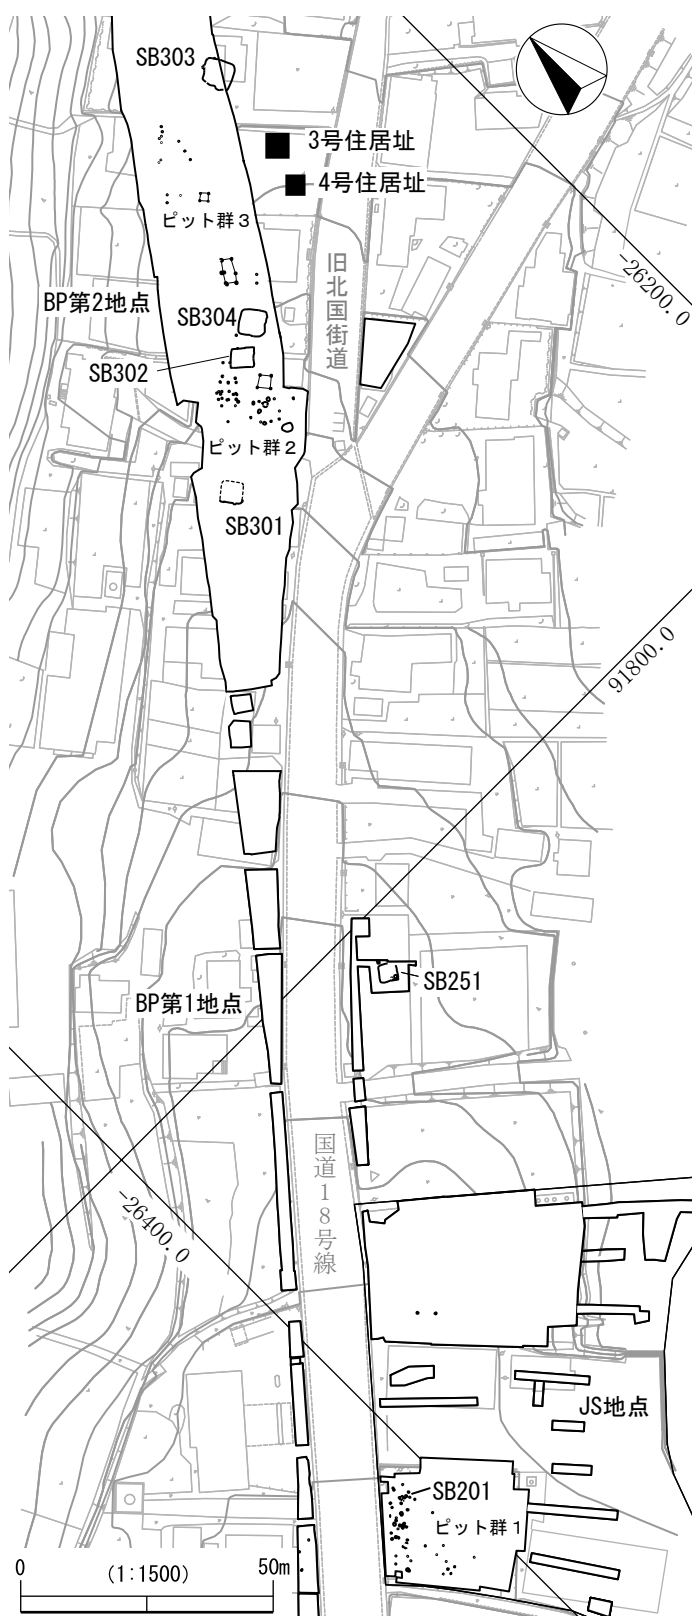 SB303
3号住居址
4号住居址
ピット群3
-26200.0
旧北国街道
BP第2地点
SB304
SB302
ピット群2
SB301
91800.0
SB251
BP第1地点
国道18号線
-26400.0
JS地点
SB201
ピット群1
0 (1:1500) 50m